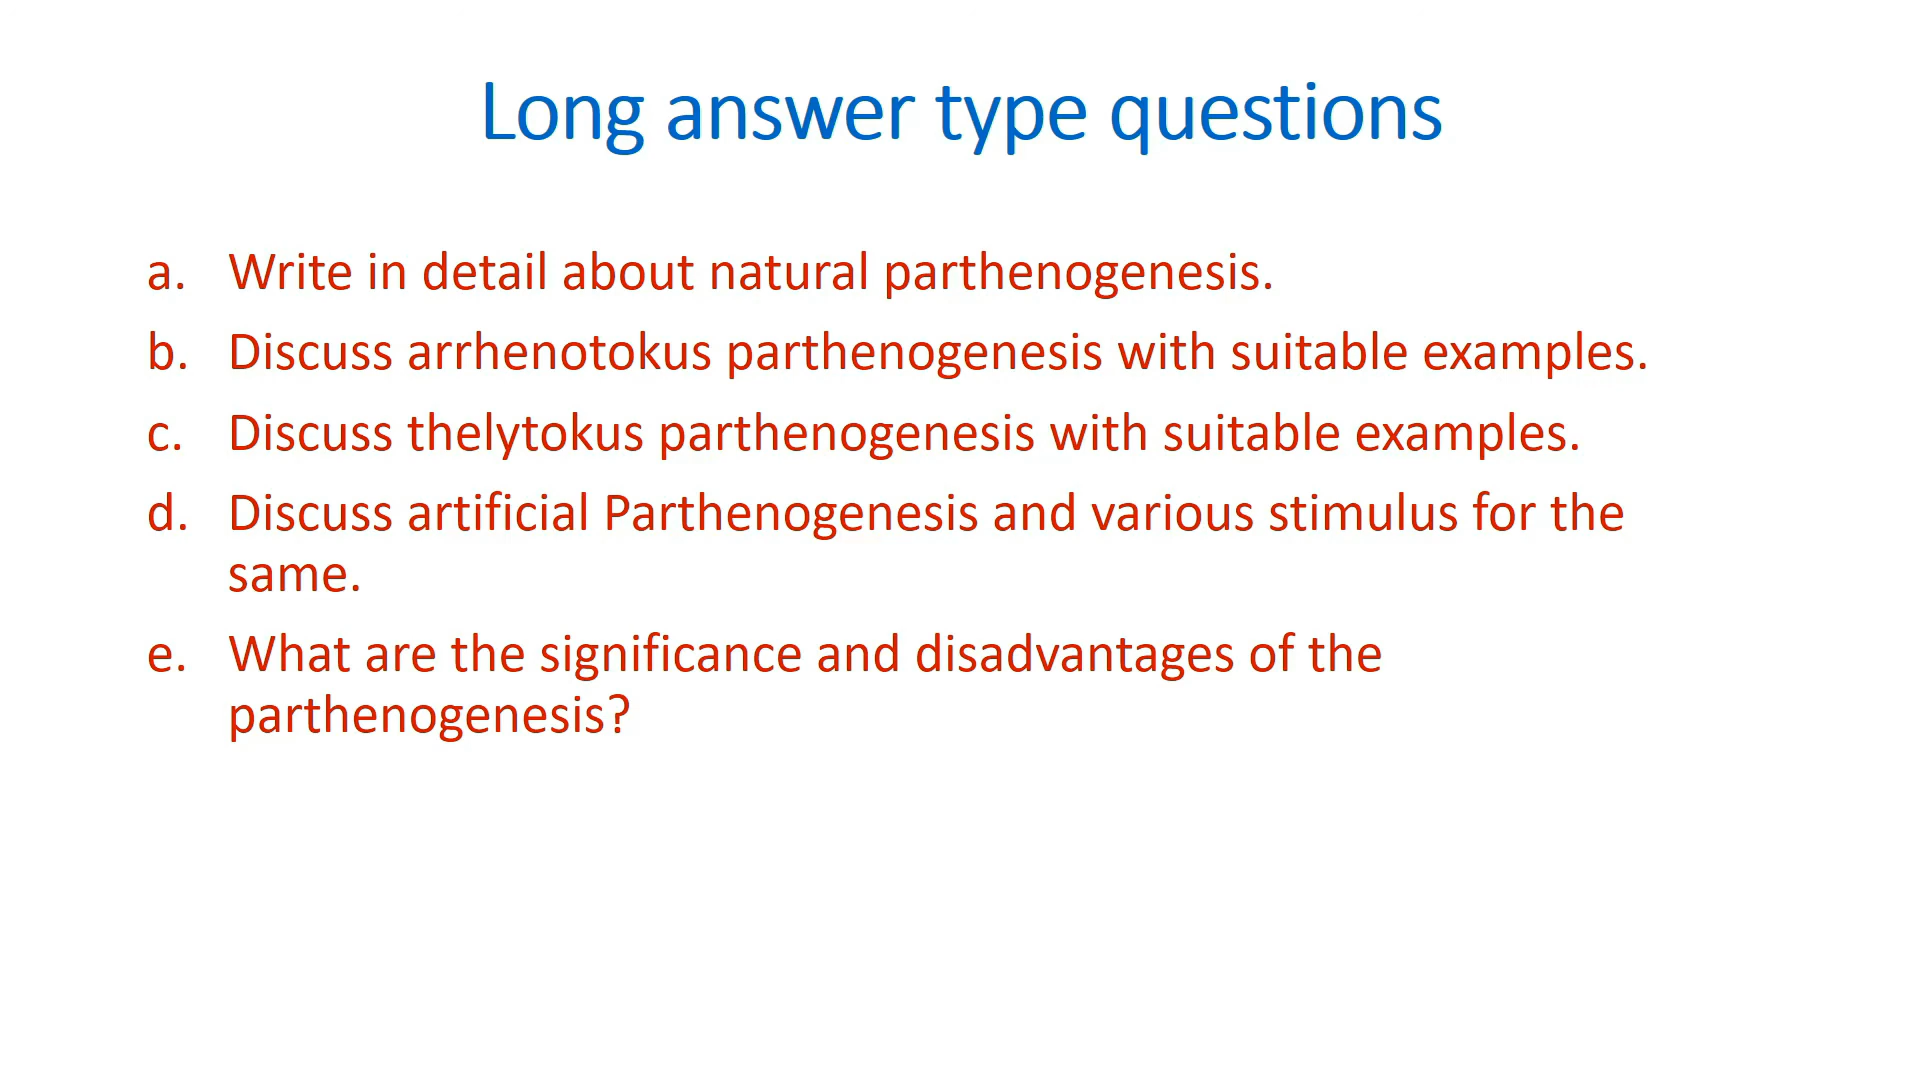 Long answer type questions
a. Write in detail about natural parthenogenesis.
b. Discuss arrhenotokus parthenogenesis with suitable examples.
c. Discuss thelytokus parthenogenesis with suitable examples.
d. Discuss artificial Parthenogenesis and various stimulus for the
same.
e. What are the significance and disadvantages of the
parthenogenesis?